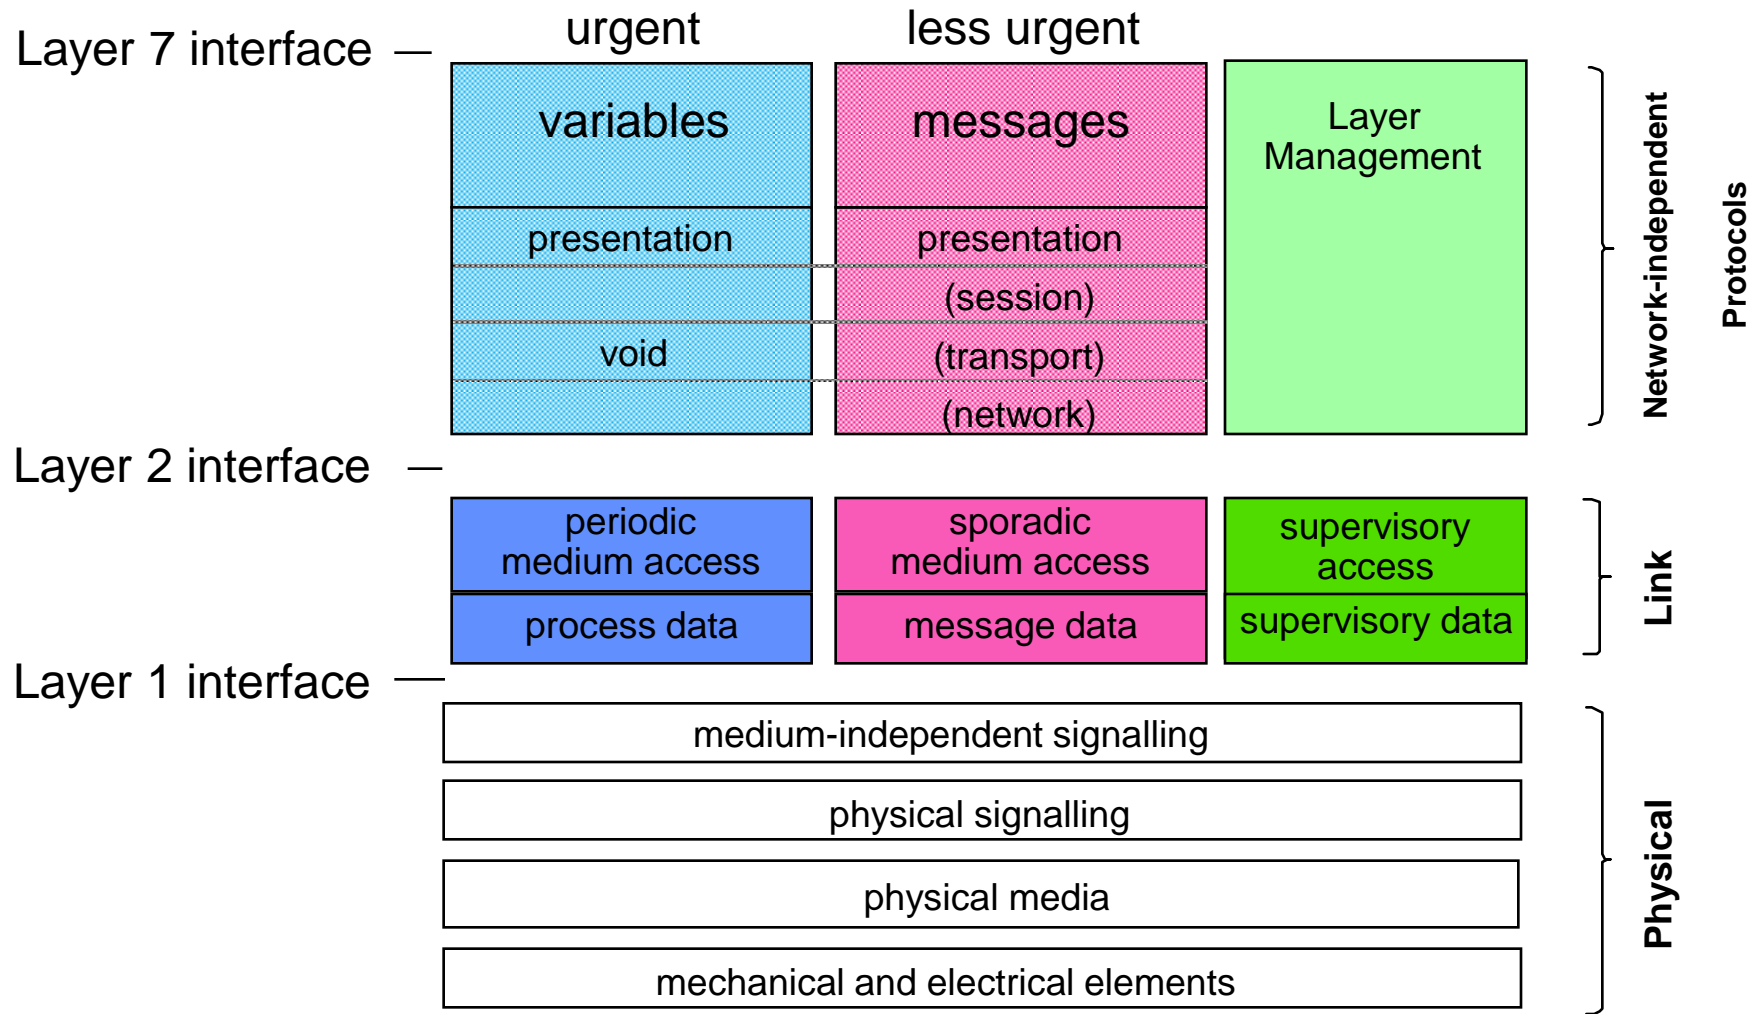 urgent
less urgent
Layer 7 interface
variables
messages
Layer
Management
presentation
presentation
(session)
void
(transport)
(network)
Network-independent
Protocols
Layer 2 interface
periodic
medium access
sporadic
medium access
supervisory
access
process data
message data
supervisory data
Link
Layer 1 interface
medium-independent signalling
physical signalling
physical media
mechanical and electrical elements
Physical